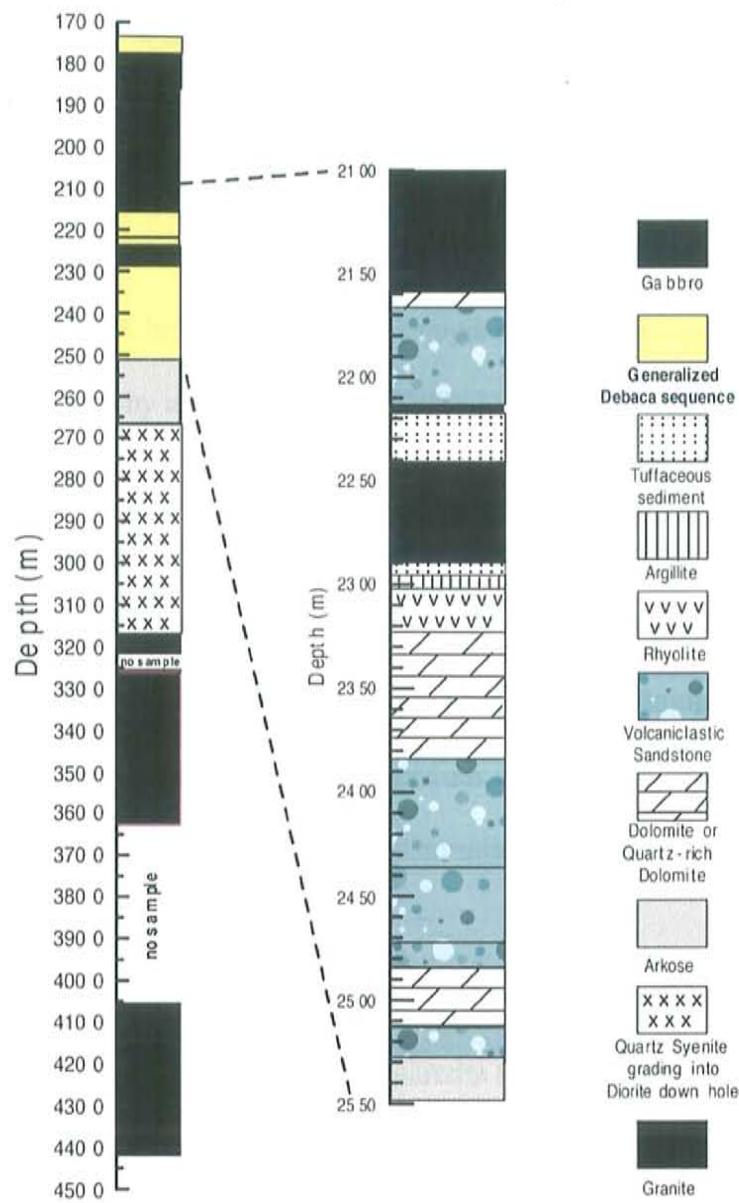 170 0
180 0
190 0
200 0
210 0
220 0
230 0
240 0
250 0
260 0
270 0
280 0
290 0
300 0
310 0
320 0
330 0
340 0
350 0
360 0
370 0
380 0
390 0
400 0
410 0
420 0
430 0
440 0
450 0
Depth (m)
no sample
no sample
21 00
21 50
22 00
22 50
23 00
23 50
24 00
24 50
25 00
25 50
Depth (m)
Gabbro
Generalized
Debaca sequence
Tuffaceous
sediment
Argillite
Rhyolite
Volcaniclastic
Sandstone
Dolomite or
Quartz-rich
Dolomite
Arkose
Quartz Syenite
grading into
Diorite down hole
Granite